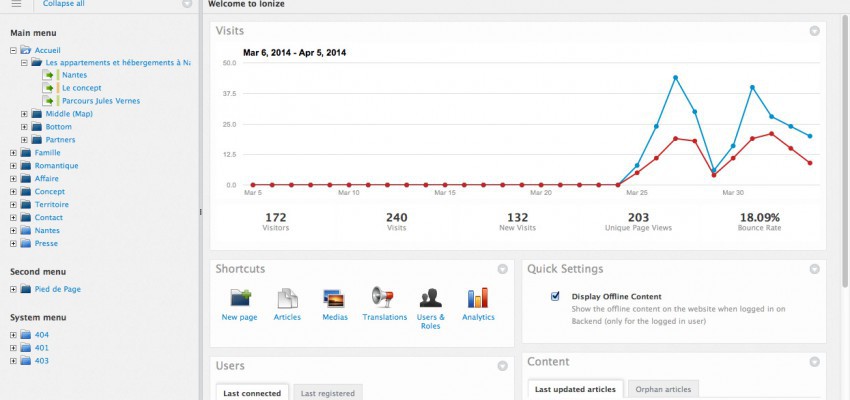 Collapse all
Main menu
Accueil
Les appartements et hébergements à Na
Nantes
Le concept
Parcours Jules Vernes
Middle (Map)
Bottom
Partners
Famille
Romantique
Affaire
Concept
Territoire
Contact
Nantes
Presse
Second menu
Pied de Page
System menu
404
401
403
Welcome to Ionize
Visits
Mar 6, 2014 - Apr 5, 2014
50.0
37.5
25.0
12.5
0.0
Mar 5
Mar 10
Mar 15
Mar 20
Mar 25
Mar 30
172
Visitors
240
Visits
132
New Visits
203
Unique Page Views
18.09%
Bounce Rate
Shortcuts
New page
Articles
Medias
Translations
Users &
Roles
Analytics
Quick Settings
Display Offline Content
Show the offline content on the website when logged in on
Backend (only for the logged in user)
Users
Last connected
Last registered
Content
Last updated articles
Orphan articles